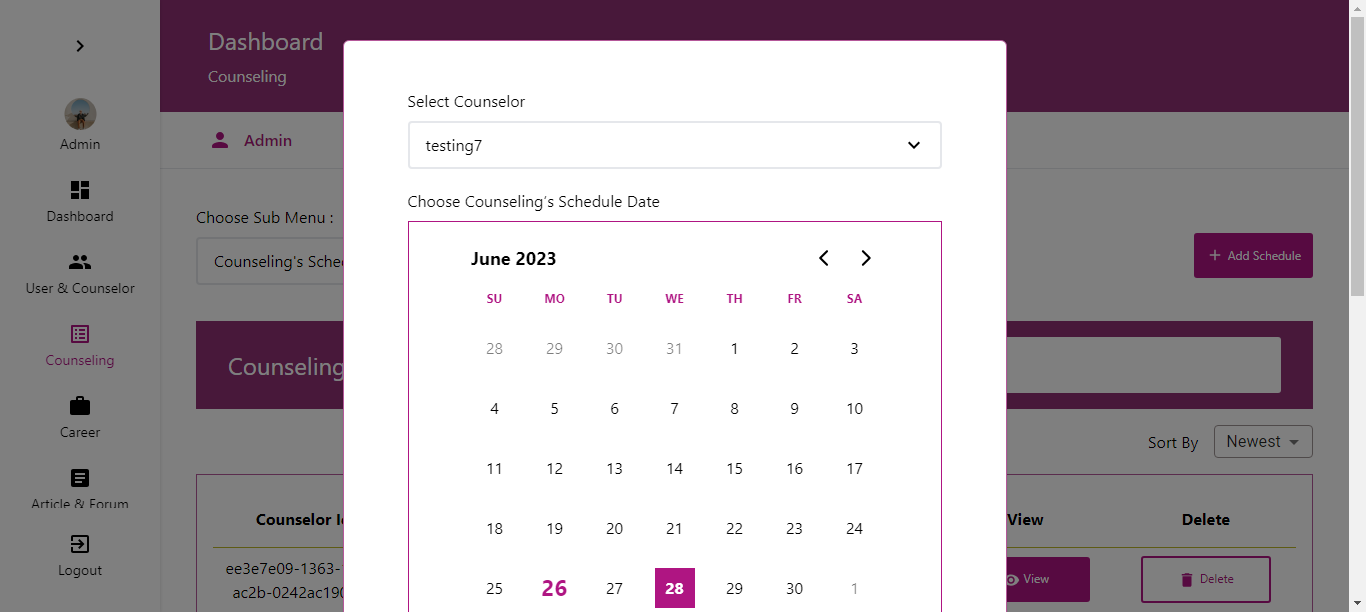 Dashboard
Counseling
Admin
Admin
Dashboard
User & Counselor
Counseling
Career
Article & Forum
Logout
Choose Sub Menu :
Counseling's Sche
Add Schedule
Counseling
Sort By
Newest
Counselor I
View
Delete
ee3e7e09-1363-
ac2b-0242ac190
View
Delete
Select Counselor
testing7
Choose Counseling's Schedule Date
June 2023
SU MO TU WE TH FR SA
28 29 30 31 1 2 3
4 5 6 7 8 9 10
11 12 13 14 15 16 17
18 19 20 21 22 23 24
25 26 27 28 29 30 1